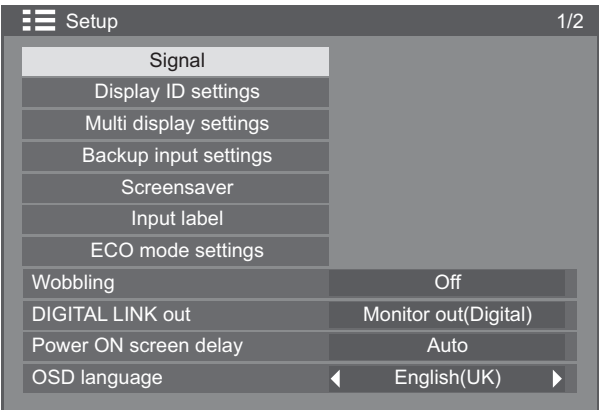 Setup 1/2
Signal
Display ID settings
Multi display settings
Backup input settings
Screensaver
Input label
ECO mode settings
Wobbling Off
DIGITAL LINK out Monitor out(Digital)
Power ON screen delay Auto
OSD language English(UK)